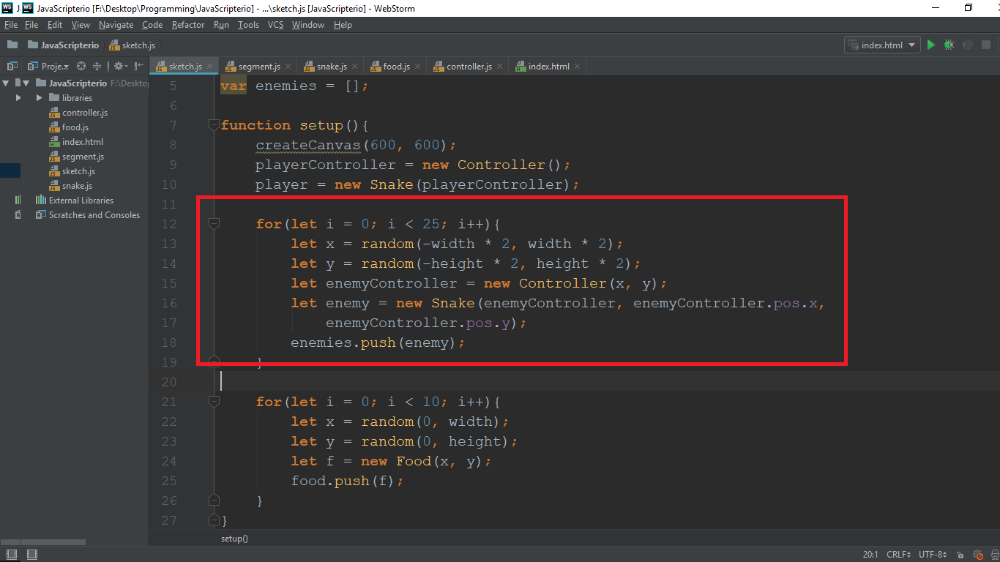 JavaScripterio [F:\Desktop\Programming\JavaScripterio] - ...\sketch.js [JavaScripterio] - WebStorm
File File Edit View Navigate Code Refactor Run Tools VCS Window Help
JavaScripterio sketch.js index.html
Proje.. sketch.js segment.js snake.js food.js controller.js index.html
JavaScripterio F:\Deskto
libraries
controller.js
food.js
index.html
segment.js
sketch.js
snake.js
External Libraries
Scratches and Consoles
5 var enemies = [];
6
7 function setup(){
8 createCanvas(600, 600);
9 playerController = new Controller();
10 player = new Snake(playerController);
11
12 for(let i = 0; i < 25; i++){
13 let x = random(-width * 2, width * 2);
14 let y = random(-height * 2, height * 2);
15 let enemyController = new Controller(x, y);
16 let enemy = new Snake(enemyController, enemyController.pos.x,
17 enemyController.pos.y);
18 enemies.push(enemy);
19 }
20
21 for(let i = 0; i < 10; i++){
22 let x = random(0, width);
23 let y = random(0, height);
24 let f = new Food(x, y);
25 food.push(f);
26 }
27 }
setup()
20:1 CRLF UTF-8